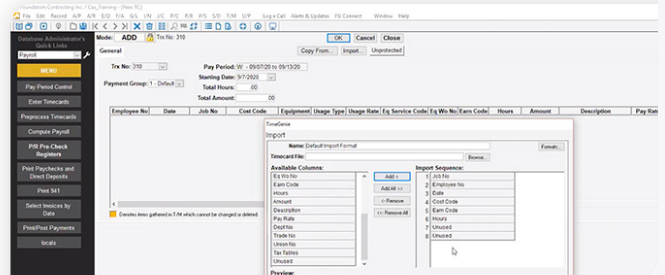 Foundation Contracting Inc. / Cas_Training - [New TC]
File Edit Record A/P A/R E/D F/A G/L I/N J/C P/C P/R P/S S/D T/M U/P Log a Call Alerts & Updates FSI Connect Window Help
Database Administrator's
Quick Links
Payroll
MENU
Pay Period Control
Enter Timecards
Preprocess Timecards
Compute Payroll
P/R Pre-Check
Registers
Print Paychecks and
Direct Deposits
Print 941
Select Invoices by
Date
Print/Post Payments
locals
Mode: ADD Trx No: 310 OK Cancel Close
General Copy From... Import... Unprotected
Trx No: 310 Pay Period: W - 09/07/20 to 09/13/20
Starting Date: 9/7/2020
Payment Group: 1 - Default Total Hours: .00
Total Amount: .00
Employee No Date Job No Cost Code Equipment Usage Type Usage Rate Eq Service Code Eq Wo No Earn Code Hours Amount Description Pay Rate
Denotes items gathered in T/M which cannot be changed or deleted
TimeGenie
Import
Name: Default Import Format Formats...
Timecard File: Browse...
Available Columns:
Eq Wo No
Earn Code
Hours
Amount
Description
Pay Rate
Dept No
Trade No
Union No
Tax Tables
Unused
Add >
Add All >>
< Remove
<< Remove All
Import Sequence:
1 Job No
2 Employee No
3 Date
4 Cost Code
5 Earn Code
6 Hours
7 Unused
8 Unused
Preview: